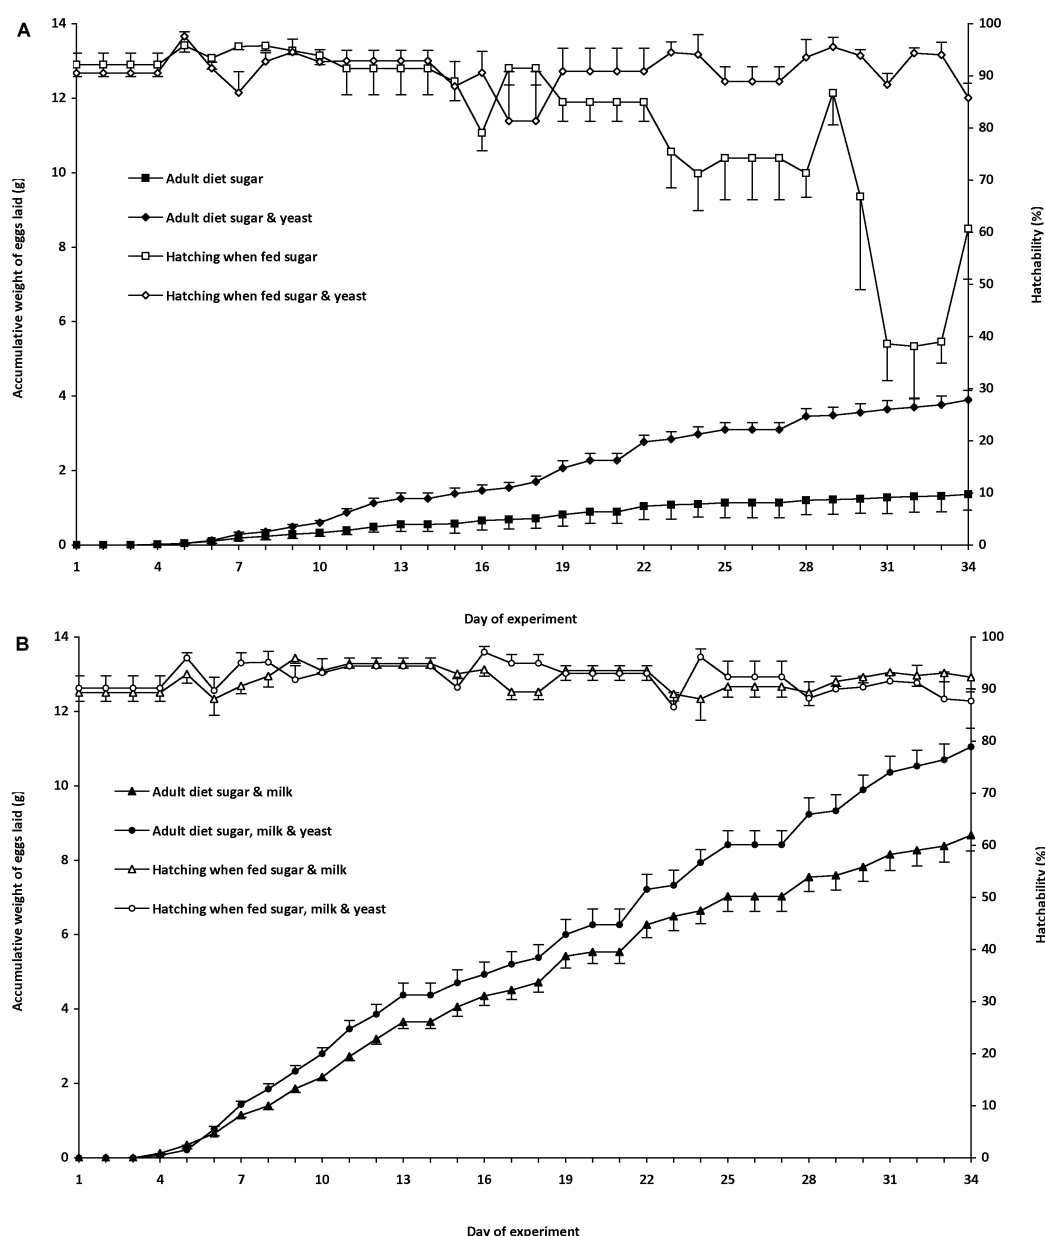 A
14
12
10
8
6
4
2
0
Accumulative weight of eggs laid (g)
100
90
80
70
60
50
40
30
20
10
0
Hatchability (%)
Adult diet sugar
Adult diet sugar & yeast
Hatching when fed sugar
Hatching when fed sugar & yeast
1 4 7 10 13 16 19 22 25 28 31 34
Day of experiment
B
14
12
10
8
6
4
2
0
Accumulative weight of eggs laid (g)
100
90
80
70
60
50
40
30
20
10
0
Hatchability (%)
Adult diet sugar & milk
Adult diet sugar, milk & yeast
Hatching when fed sugar & milk
Hatching when fed sugar, milk & yeast
1 4 7 10 13 16 19 22 25 28 31 34
Day of experiment